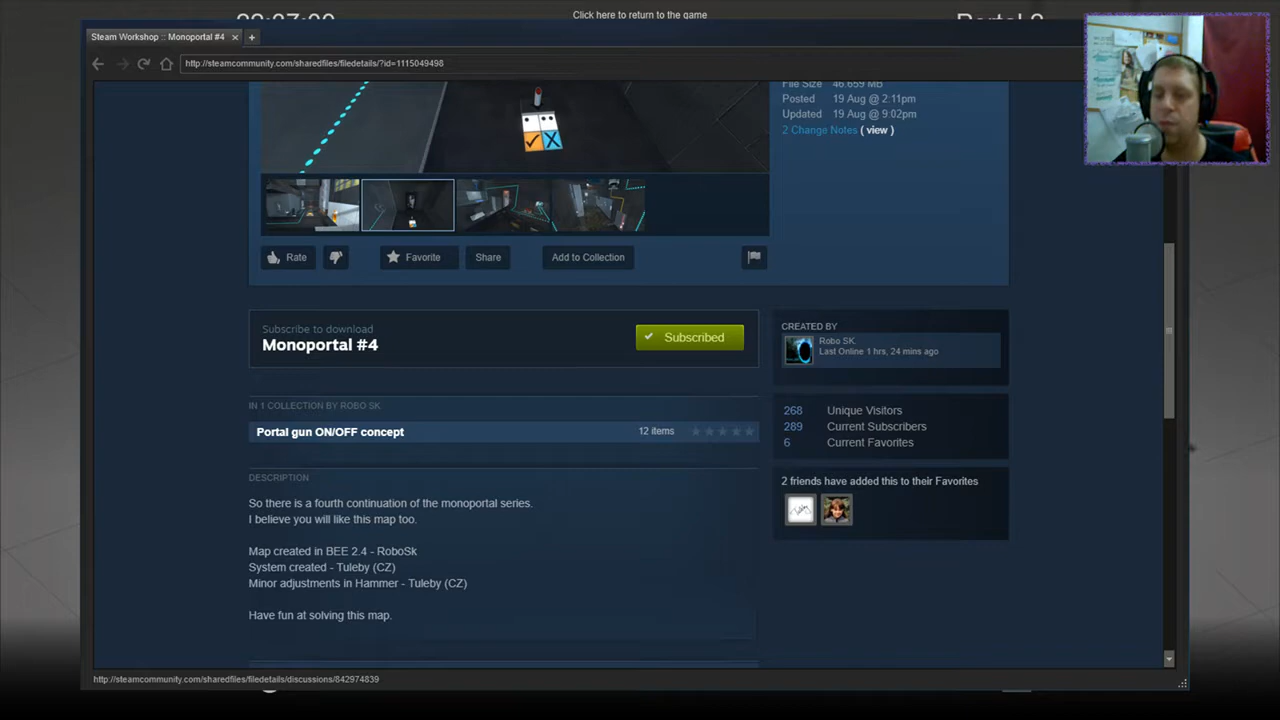 Click here to return to the game
Steam Workshop :: Monoportal #4
http://steamcommunity.com/sharedfiles/filedetails/?id=1115049498
File Size 46.659 MB
Posted 19 Aug @ 2:11pm
Updated 19 Aug @ 9:02pm
2 Change Notes ( view )
Rate
Favorite
Share
Add to Collection
Subscribe to download
Monoportal #4
Subscribed
CREATED BY
Robo SK.
Last Online 1 hrs, 24 mins ago
IN 1 COLLECTION BY ROBO SK
Portal gun ON/OFF concept
12 items
268 Unique Visitors
289 Current Subscribers
6 Current Favorites
DESCRIPTION
So there is a fourth continuation of the monoportal series.
I believe you will like this map too.
Map created in BEE 2.4 - RoboSk
System created - Tuleby (CZ)
Minor adjustments in Hammer - Tuleby (CZ)
Have fun at solving this map.
2 friends have added this to their Favorites
http://steamcommunity.com/sharedfiles/filedetails/discussions/842974839